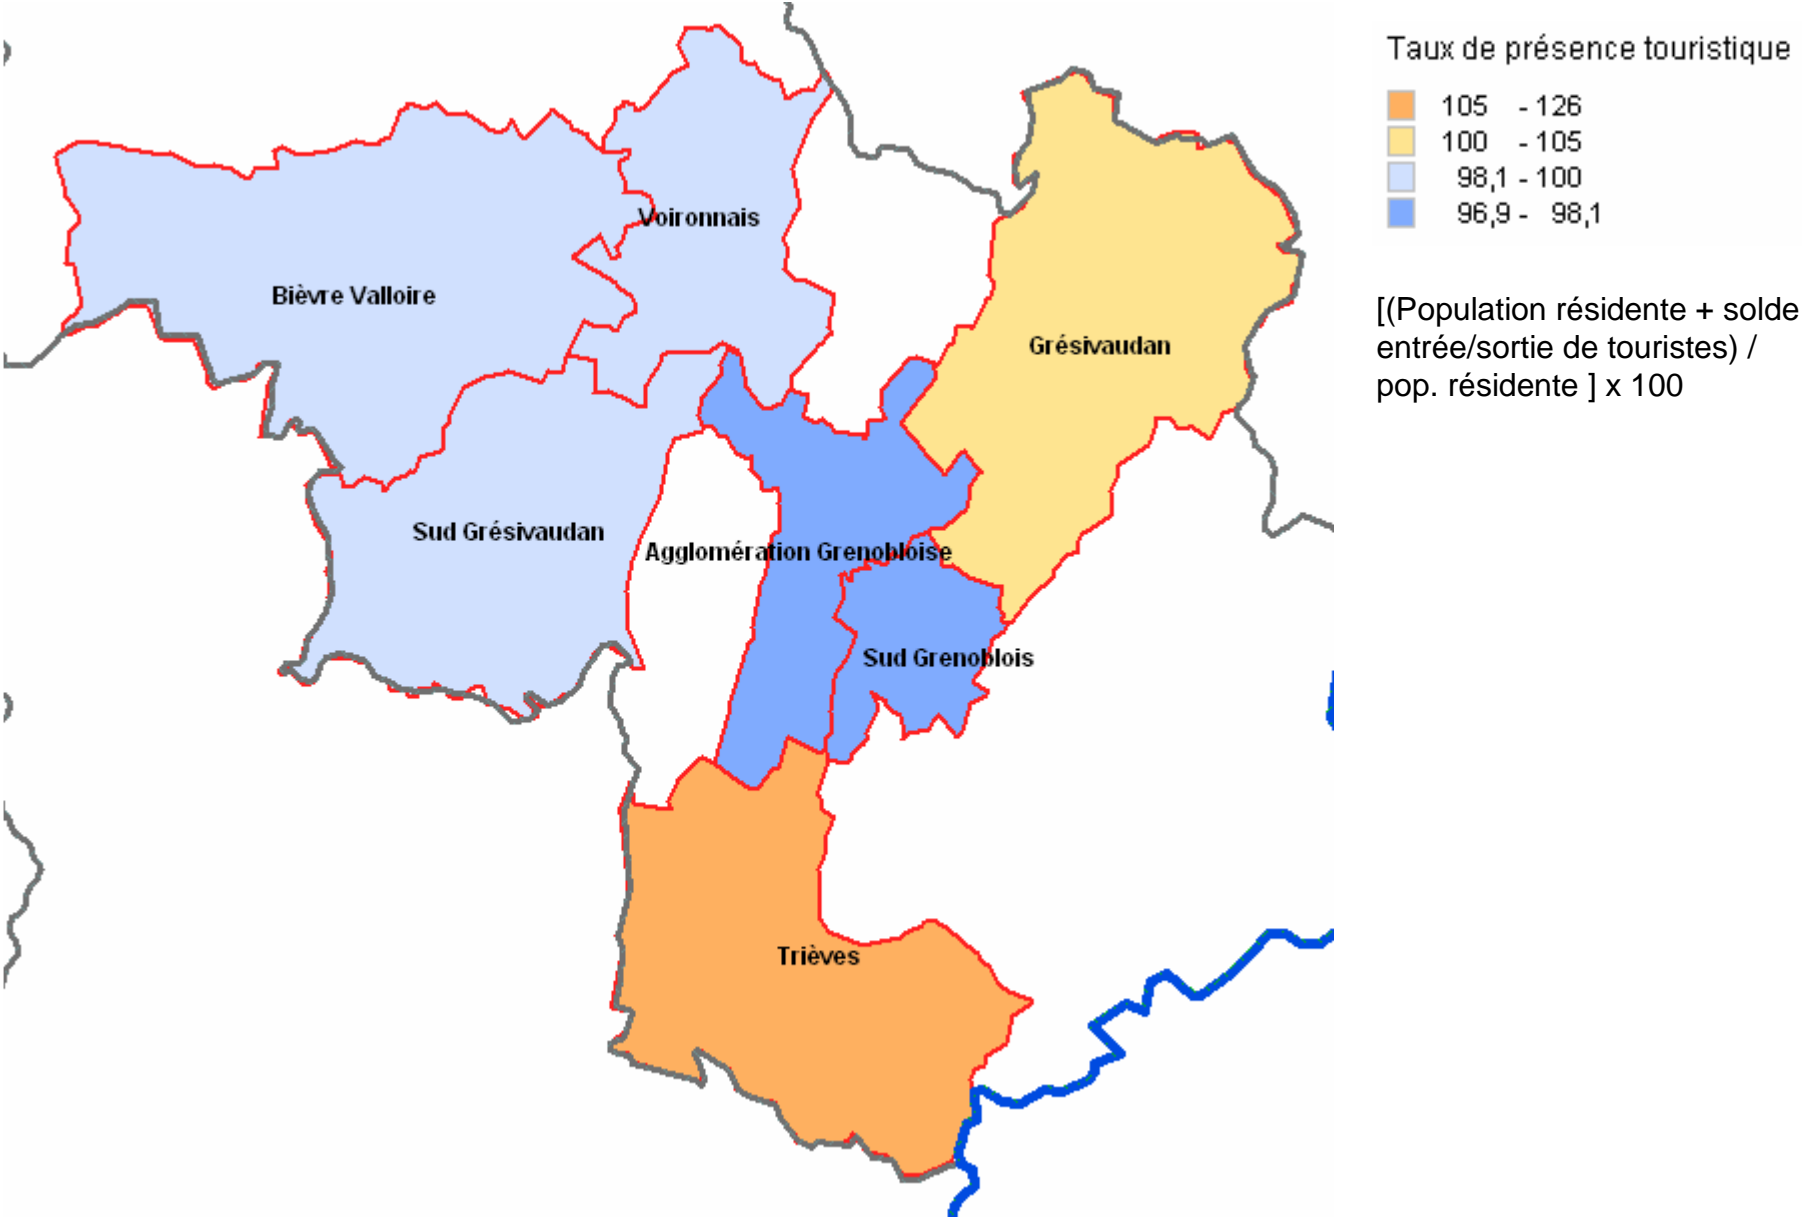 Taux de présence touristique
105 - 126
100 - 105
98,1 - 100
96,9 - 98,1
[(Population résidente + solde
entrée/sortie de touristes) /
pop. résidente ] x 100
Voironnais
Bièvre Valloire
Grésivaudan
Sud Grésivaudan
Agglomération Grenobloise
Sud Grenoblois
Trièves